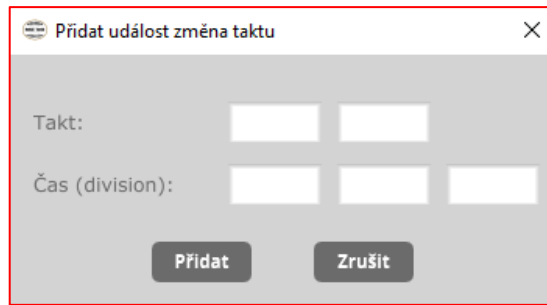 Přidat událost změna taktu
Takt:
Čas (division):
Přidat Zrušit